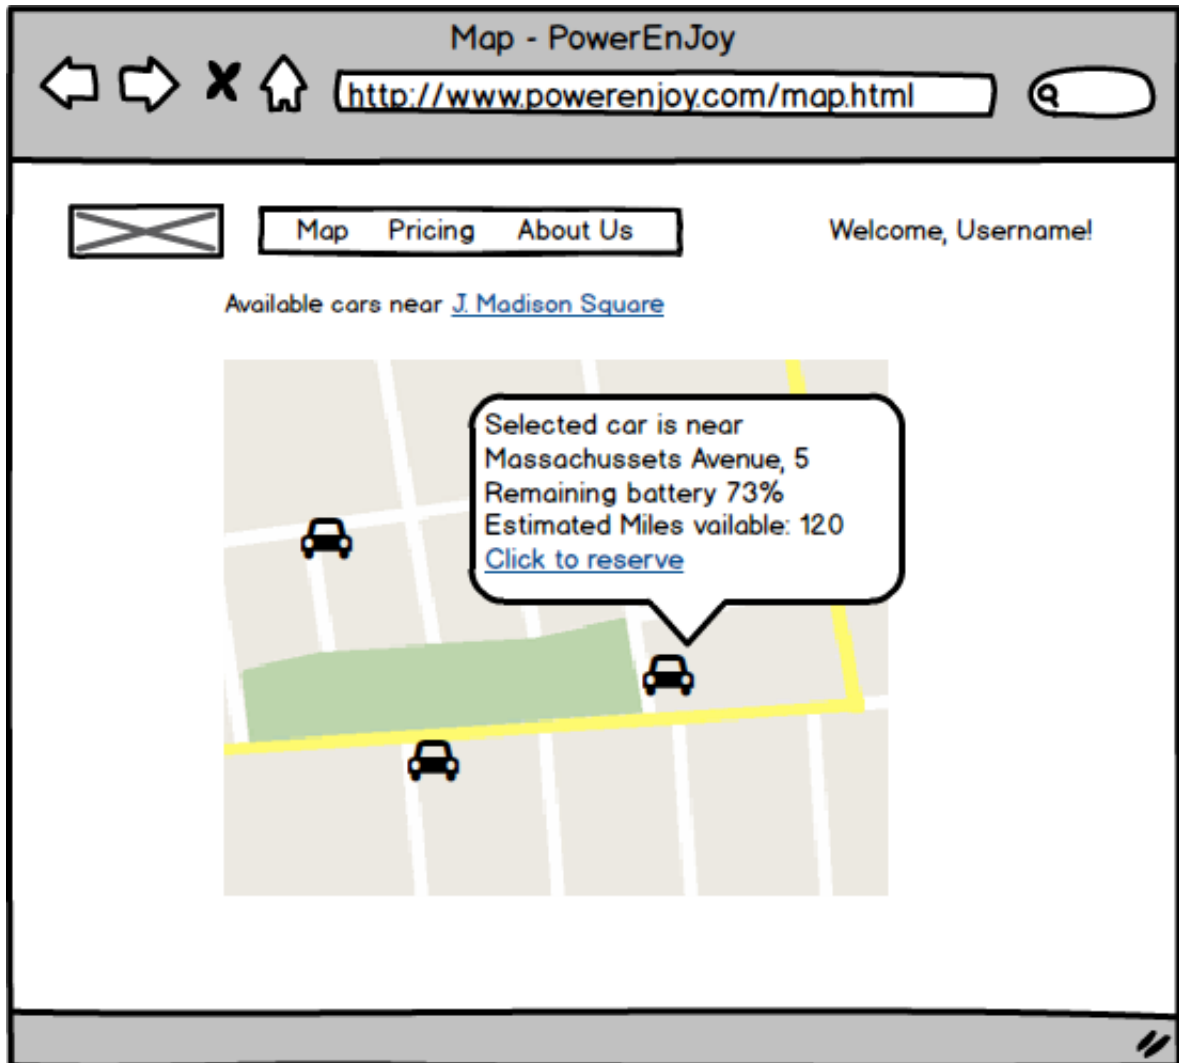 Map - PowerEnJoy
http://www.powerenjoy.com/map.html
Map Pricing About Us
Welcome, Username!
Available cars near J. Madison Square
Selected car is near
Massachussets Avenue, 5
Remaining battery 73%
Estimated Miles vailable: 120
Click to reserve